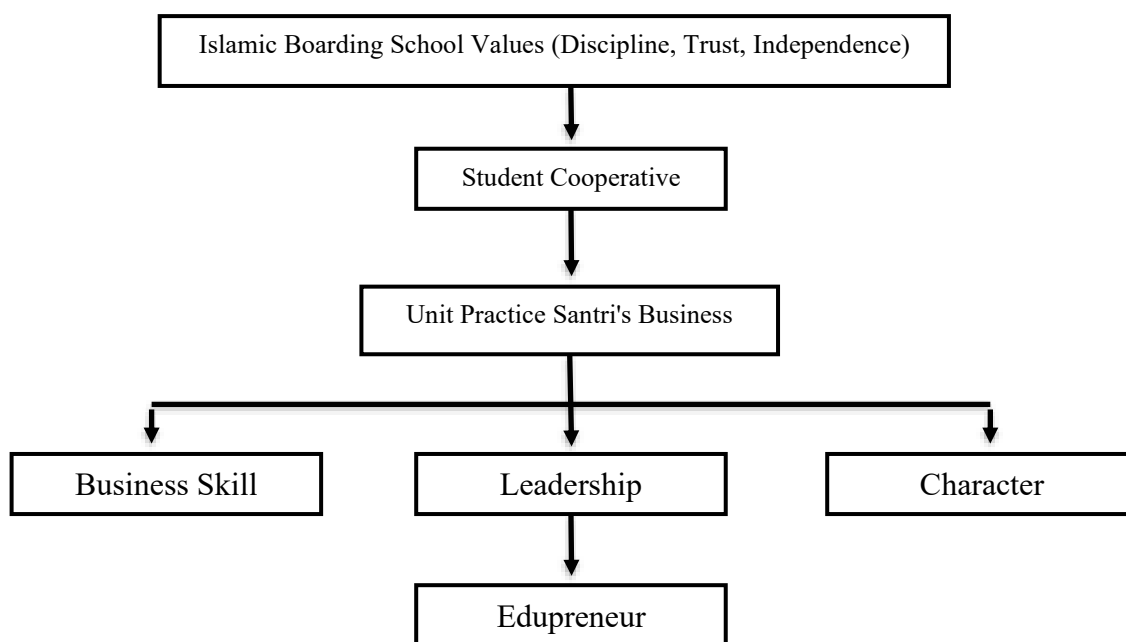 Islamic Boarding School Values (Discipline, Trust, Independence)
Student Cooperative
Unit Practice Santri's Business
Business Skill
Leadership
Character
Edupreneur